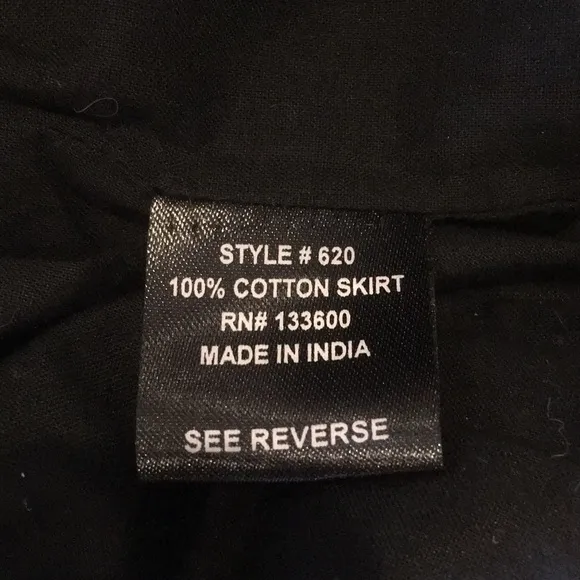 STYLE # 620
100% COTTON SKIRT
RN# 133600
MADE IN INDIA
SEE REVERSE